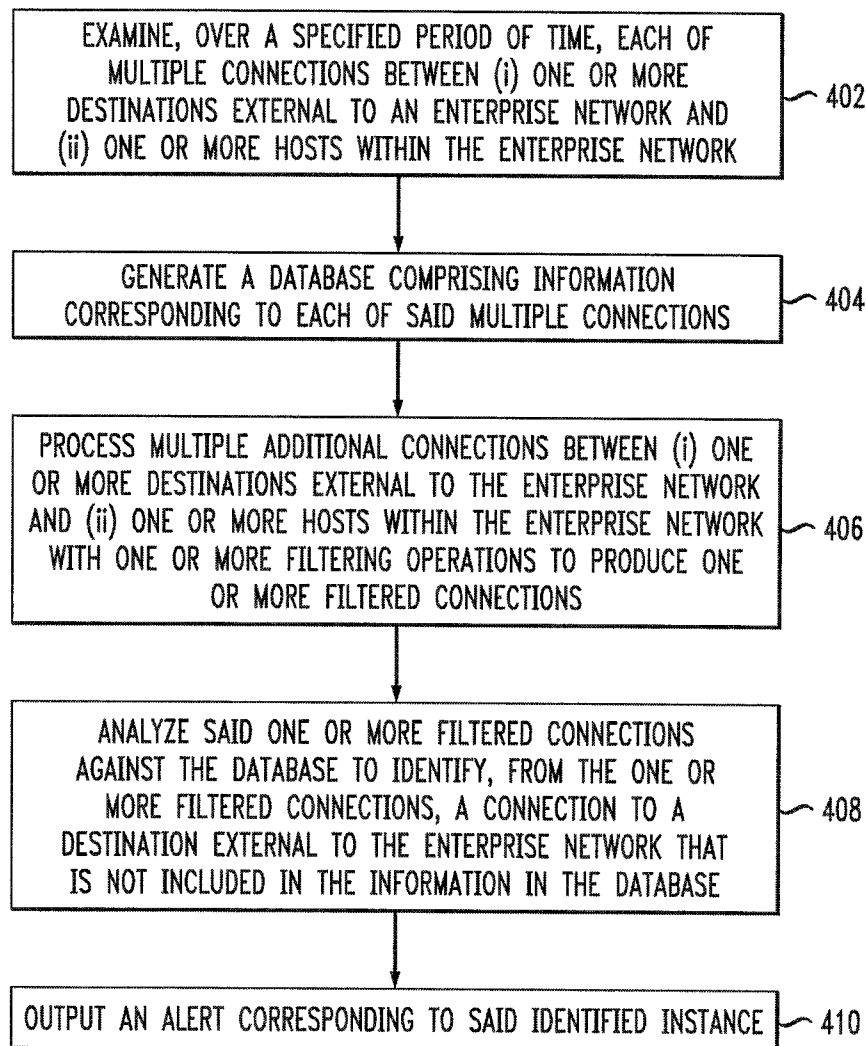 EXAMINE, OVER A SPECIFIED PERIOD OF TIME, EACH OF
MULTIPLE CONNECTIONS BETWEEN (i) ONE OR MORE
DESTINATIONS EXTERNAL TO AN ENTERPRISE NETWORK AND
(ii) ONE OR MORE HOSTS WITHIN THE ENTERPRISE NETWORK
402
GENERATE A DATABASE COMPRISING INFORMATION
CORRESPONDING TO EACH OF SAID MULTIPLE CONNECTIONS
404
PROCESS MULTIPLE ADDITIONAL CONNECTIONS BETWEEN (i) ONE
OR MORE DESTINATIONS EXTERNAL TO THE ENTERPRISE NETWORK
AND (ii) ONE OR MORE HOSTS WITHIN THE ENTERPRISE NETWORK
WITH ONE OR MORE FILTERING OPERATIONS TO PRODUCE ONE
OR MORE FILTERED CONNECTIONS
406
ANALYZE SAID ONE OR MORE FILTERED CONNECTIONS
AGAINST THE DATABASE TO IDENTIFY, FROM THE ONE OR
MORE FILTERED CONNECTIONS, A CONNECTION TO A
DESTINATION EXTERNAL TO THE ENTERPRISE NETWORK THAT
IS NOT INCLUDED IN THE INFORMATION IN THE DATABASE
408
OUTPUT AN ALERT CORRESPONDING TO SAID IDENTIFIED INSTANCE
410